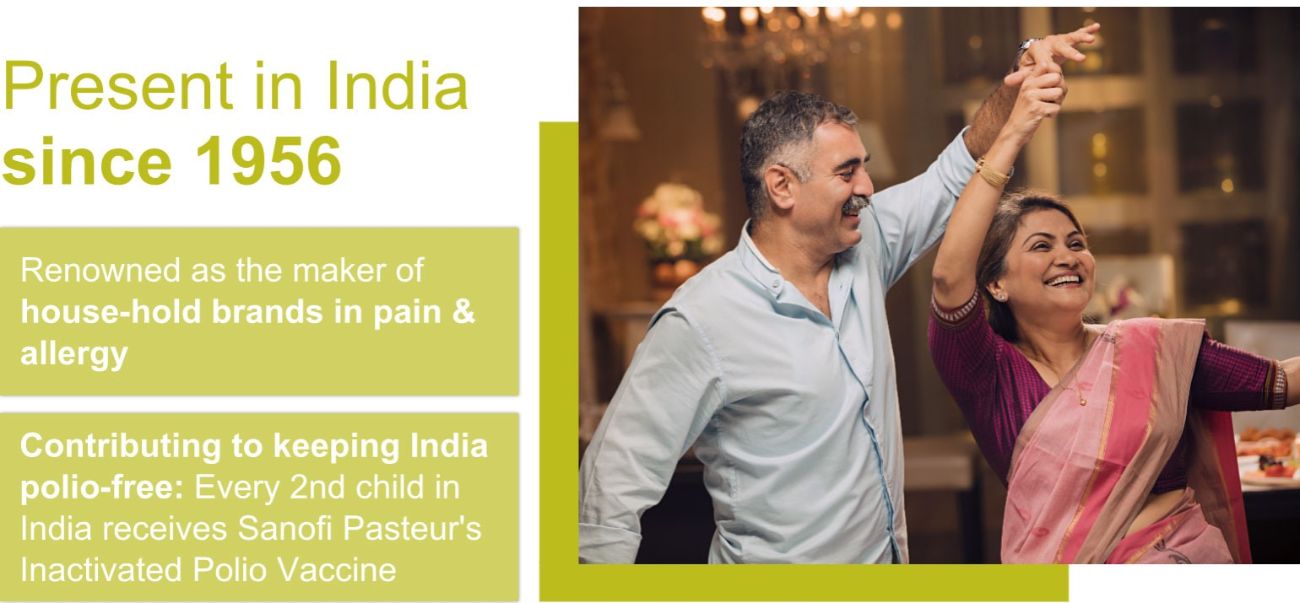 Present in India
since 1956
Renowned as the maker of
house-hold brands in pain &
allergy
Contributing to keeping India
polio-free: Every 2nd child in
India receives Sanofi Pasteur's
Inactivated Polio Vaccine